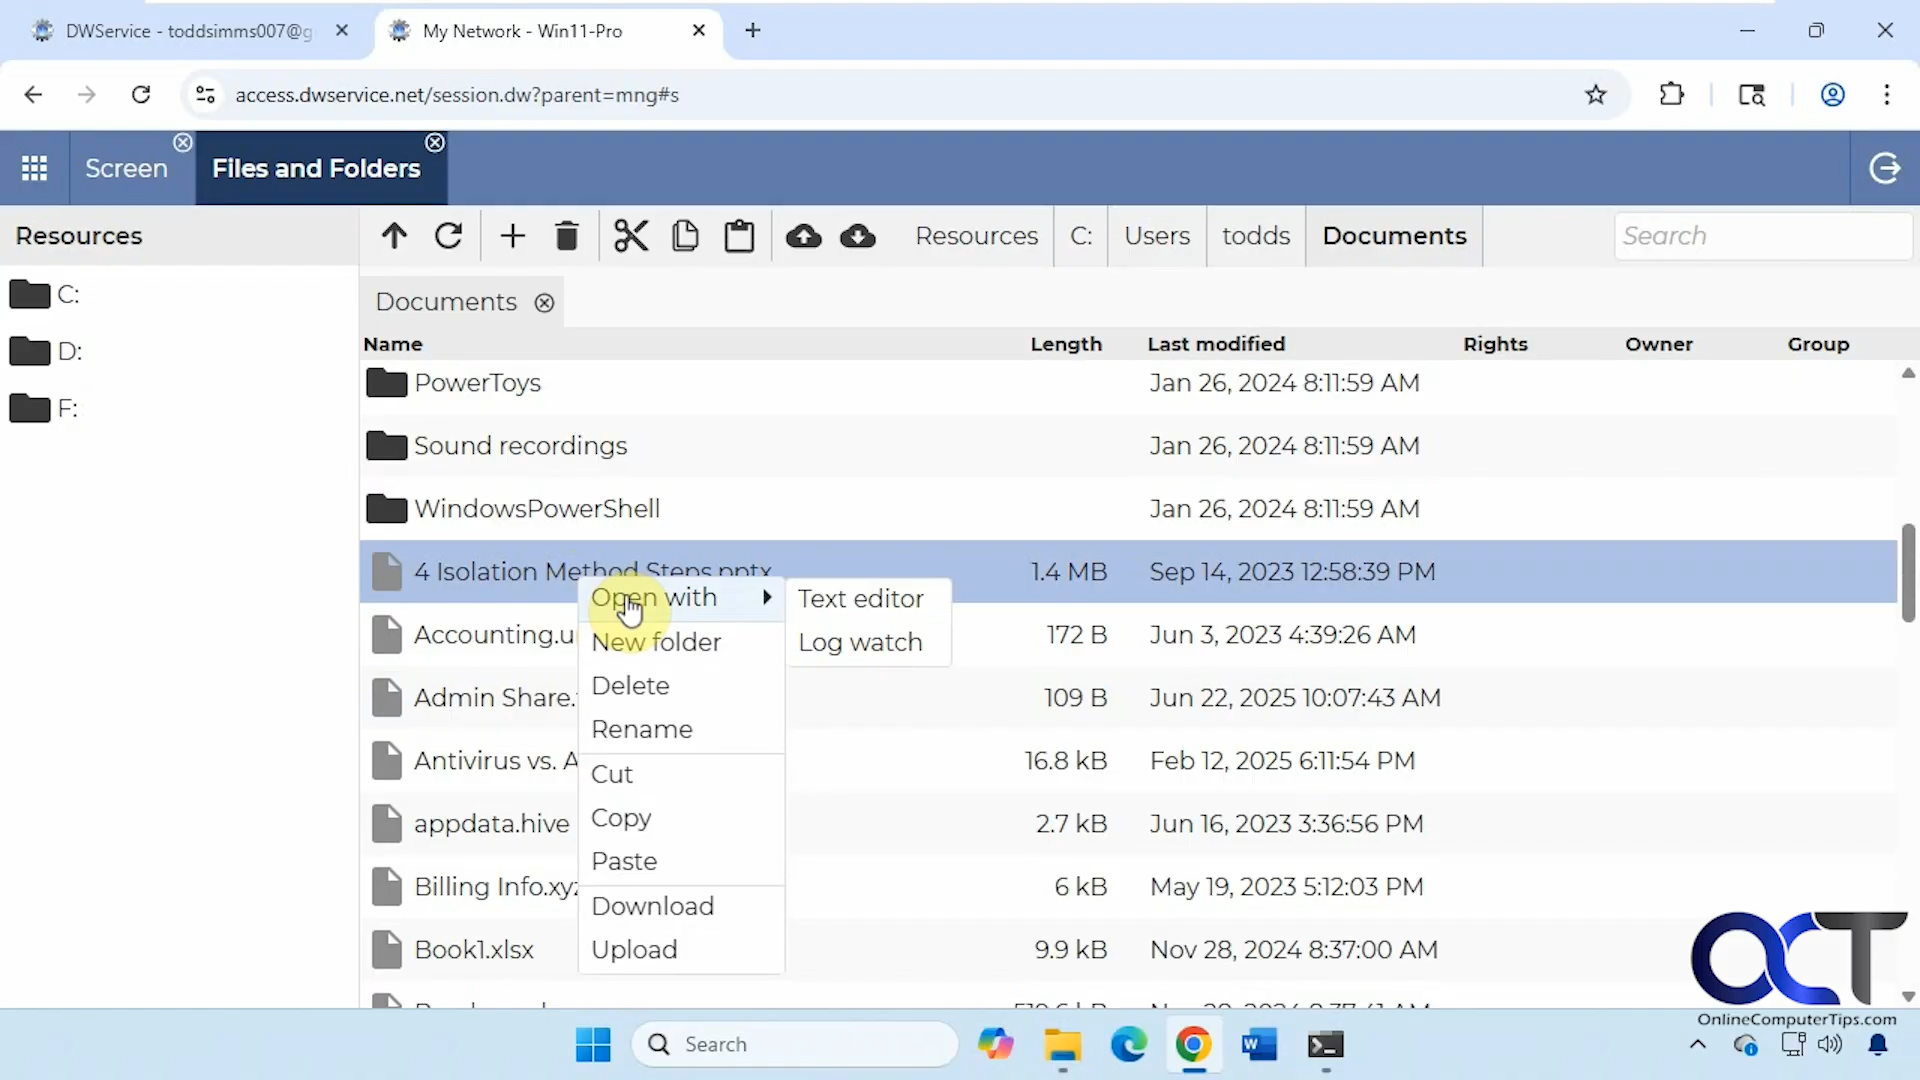 DWService - toddsimms007@g
My Network - Win11-Pro
access.dwservice.net/session.dw?parent=mng#s
Screen
Files and Folders
Resources
Resources C: Users todds Documents
Search
C:
D:
F:
Documents
Name Length Last modified Rights Owner Group
PowerToys Jan 26, 2024 8:11:59 AM
Sound recordings Jan 26, 2024 8:11:59 AM
WindowsPowerShell Jan 26, 2024 8:11:59 AM
4 Isolation Method Steps.pptx 1.4 MB Sep 14, 2023 12:58:39 PM
Accounting.u 172 B Jun 3, 2023 4:39:26 AM
Admin Share. 109 B Jun 22, 2025 10:07:43 AM
Antivirus vs. A 16.8 kB Feb 12, 2025 6:11:54 PM
appdata.hive 2.7 kB Jun 16, 2023 3:36:56 PM
Billing Info.xyz 6 kB May 19, 2023 5:12:03 PM
Book1.xlsx 9.9 kB Nov 28, 2024 8:37:00 AM
Open with
New folder
Delete
Rename
Cut
Copy
Paste
Download
Upload
Text editor
Log watch
OCT
OnlineComputerTips.com
Search